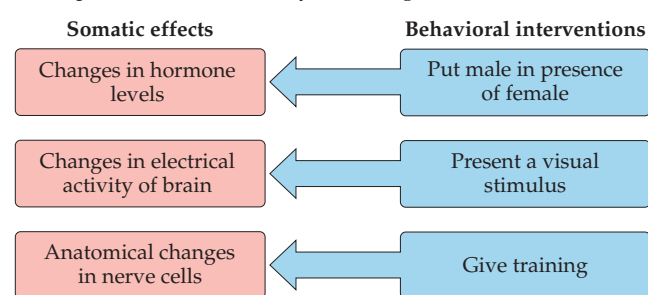 Somatic effects
Behavioral interventions
Changes in hormone
levels
Put male in presence
of female
Changes in electrical
activity of brain
Present a visual
stimulus
Anatomical changes
in nerve cells
Give training